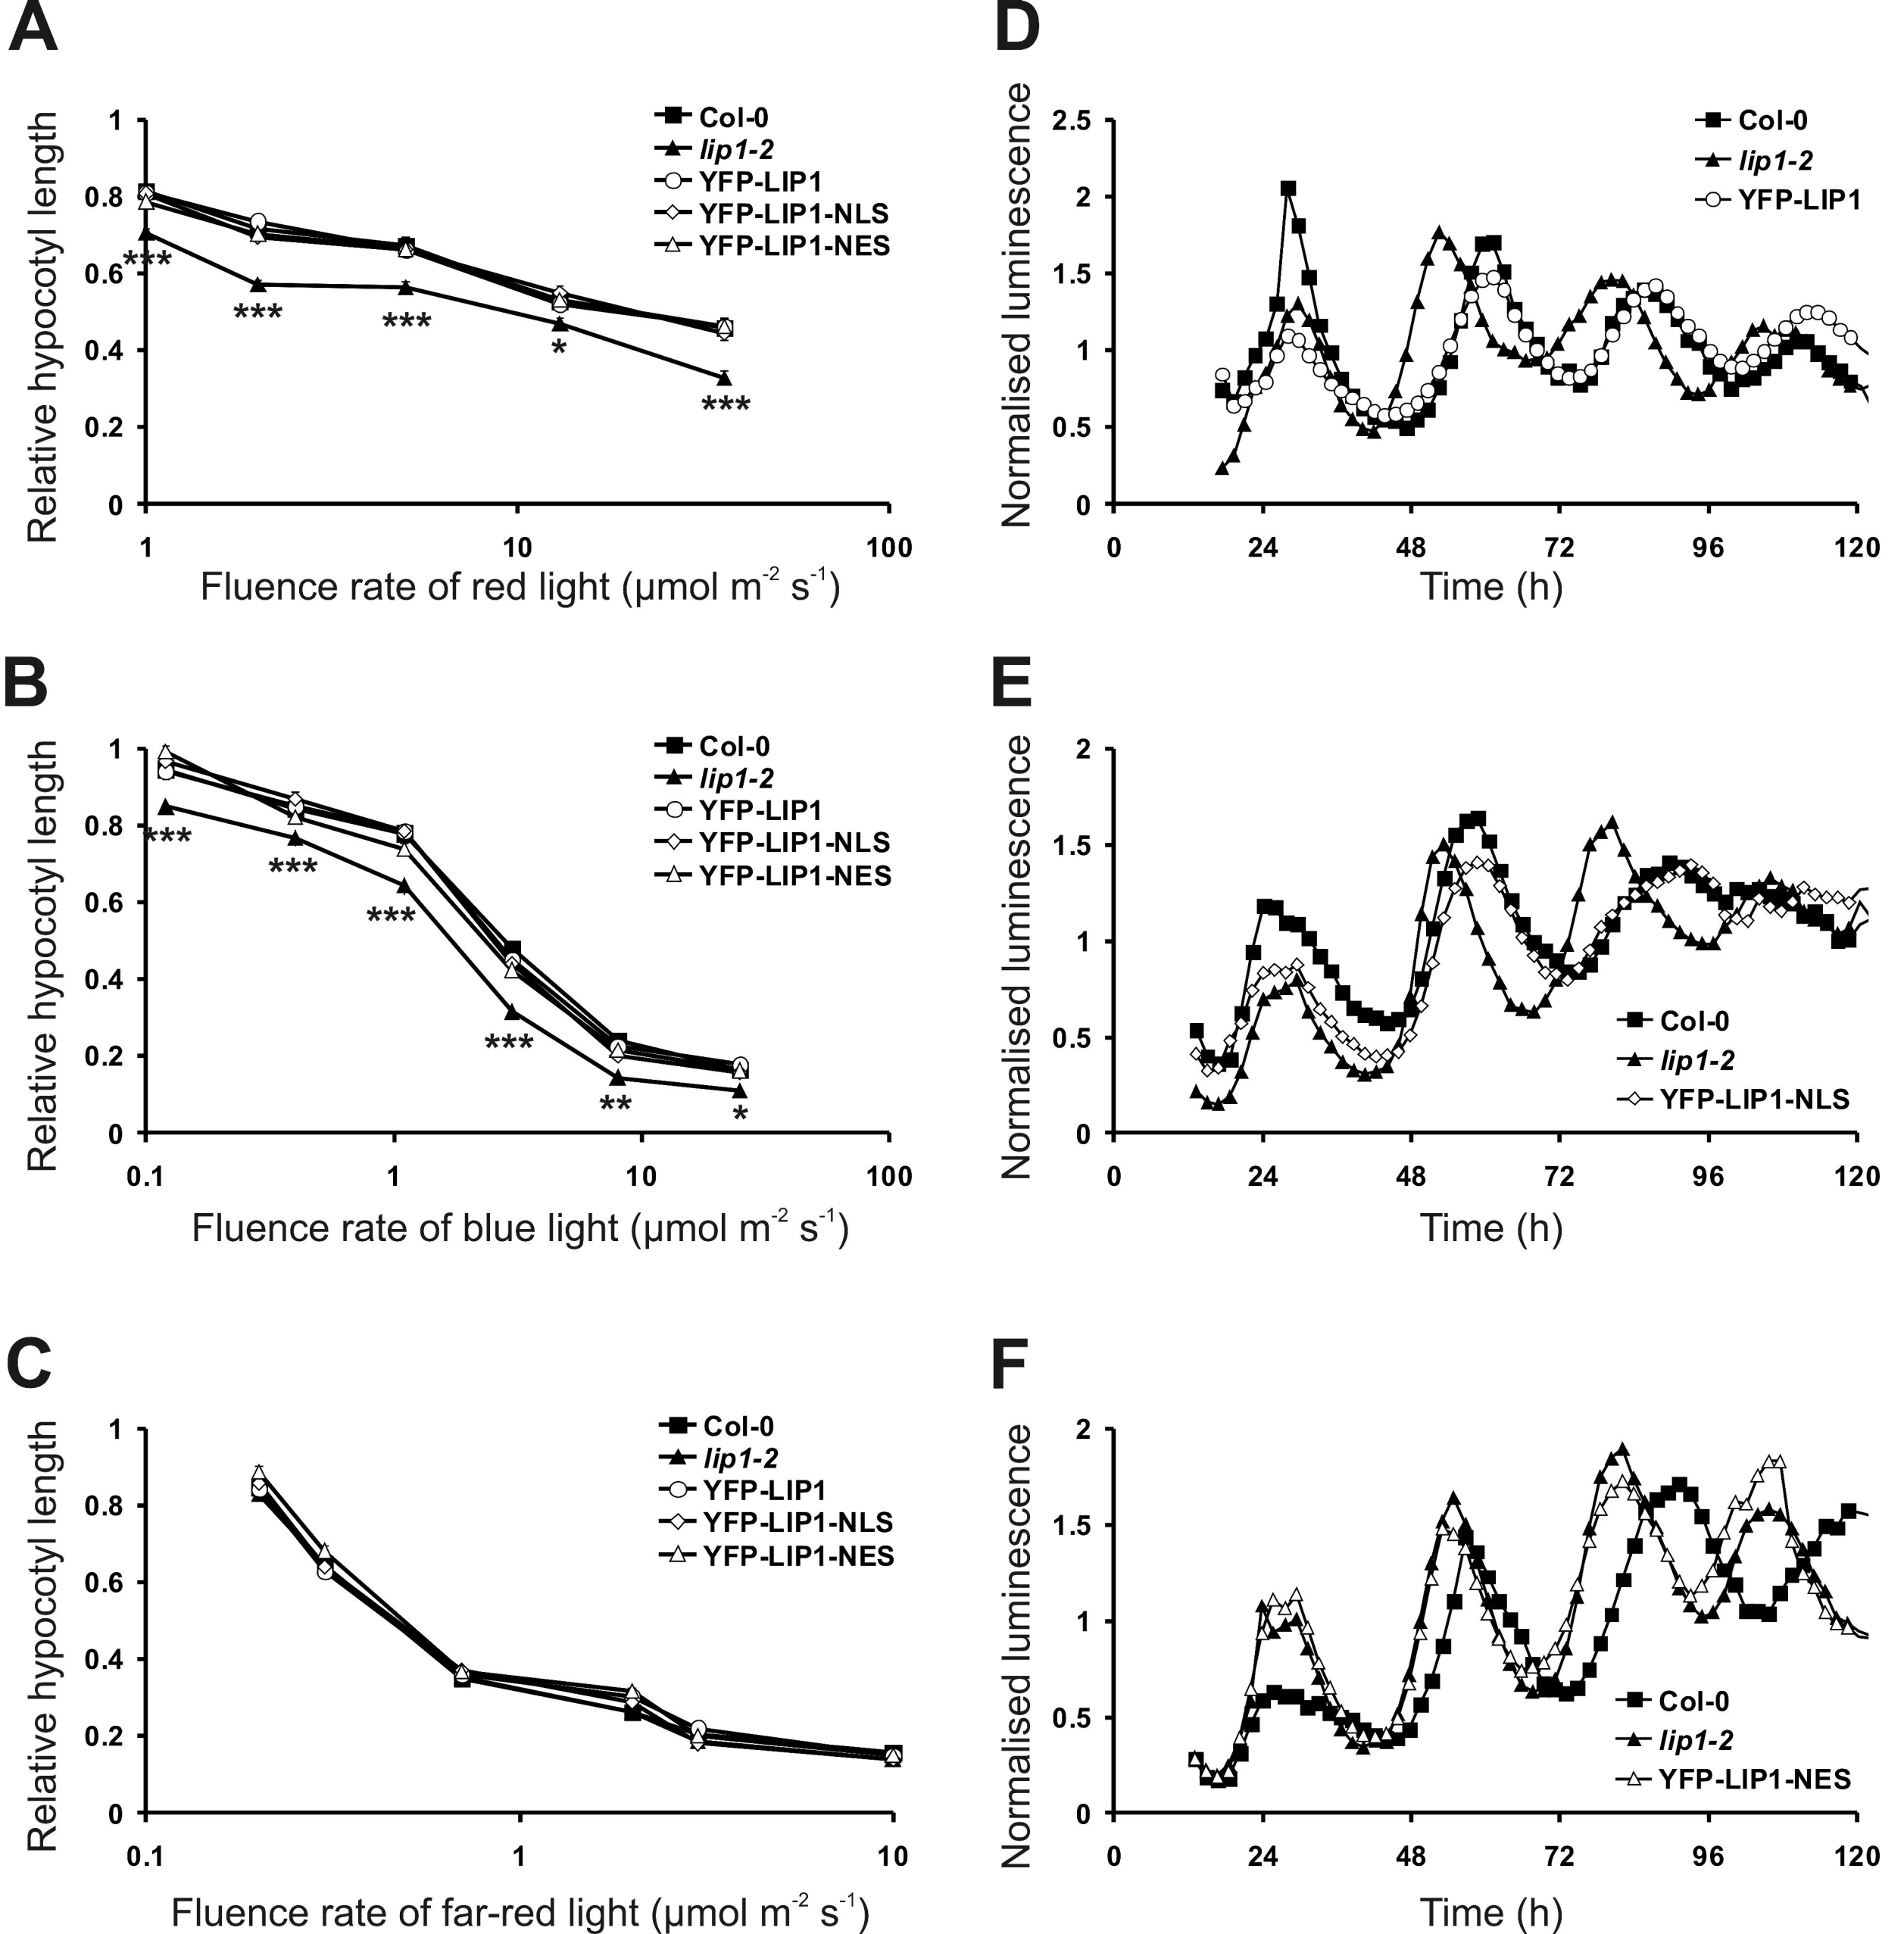 A
Relative hypocotyl length
1
0.8
0.6
0.4
0.2
0
Col-0
lip1-2
YFP-LIP1
YFP-LIP1-NLS
YFP-LIP1-NES
***
***
***
*
***
1
10
100
Fluence rate of red light (µmol m-2 s-1)
D
Normalised luminescence
2.5
2
1.5
1
0.5
0
Col-0
lip1-2
YFP-LIP1
0
24
48
72
96
120
Time (h)
B
Relative hypocotyl length
1
0.8
0.6
0.4
0.2
0
Col-0
lip1-2
YFP-LIP1
YFP-LIP1-NLS
YFP-LIP1-NES
***
***
***
***
**
*
0.1
1
10
100
Fluence rate of blue light (µmol m-2 s-1)
E
Normalised luminescence
2
1.5
1
0.5
0
Col-0
lip1-2
YFP-LIP1-NLS
0
24
48
72
96
120
Time (h)
C
Relative hypocotyl length
1
0.8
0.6
0.4
0.2
0
Col-0
lip1-2
YFP-LIP1
YFP-LIP1-NLS
YFP-LIP1-NES
0.1
1
10
Fluence rate of far-red light (µmol m-2 s-1)
F
Normalised luminescence
2
1.5
1
0.5
0
Col-0
lip1-2
YFP-LIP1-NES
0
24
48
72
96
120
Time (h)